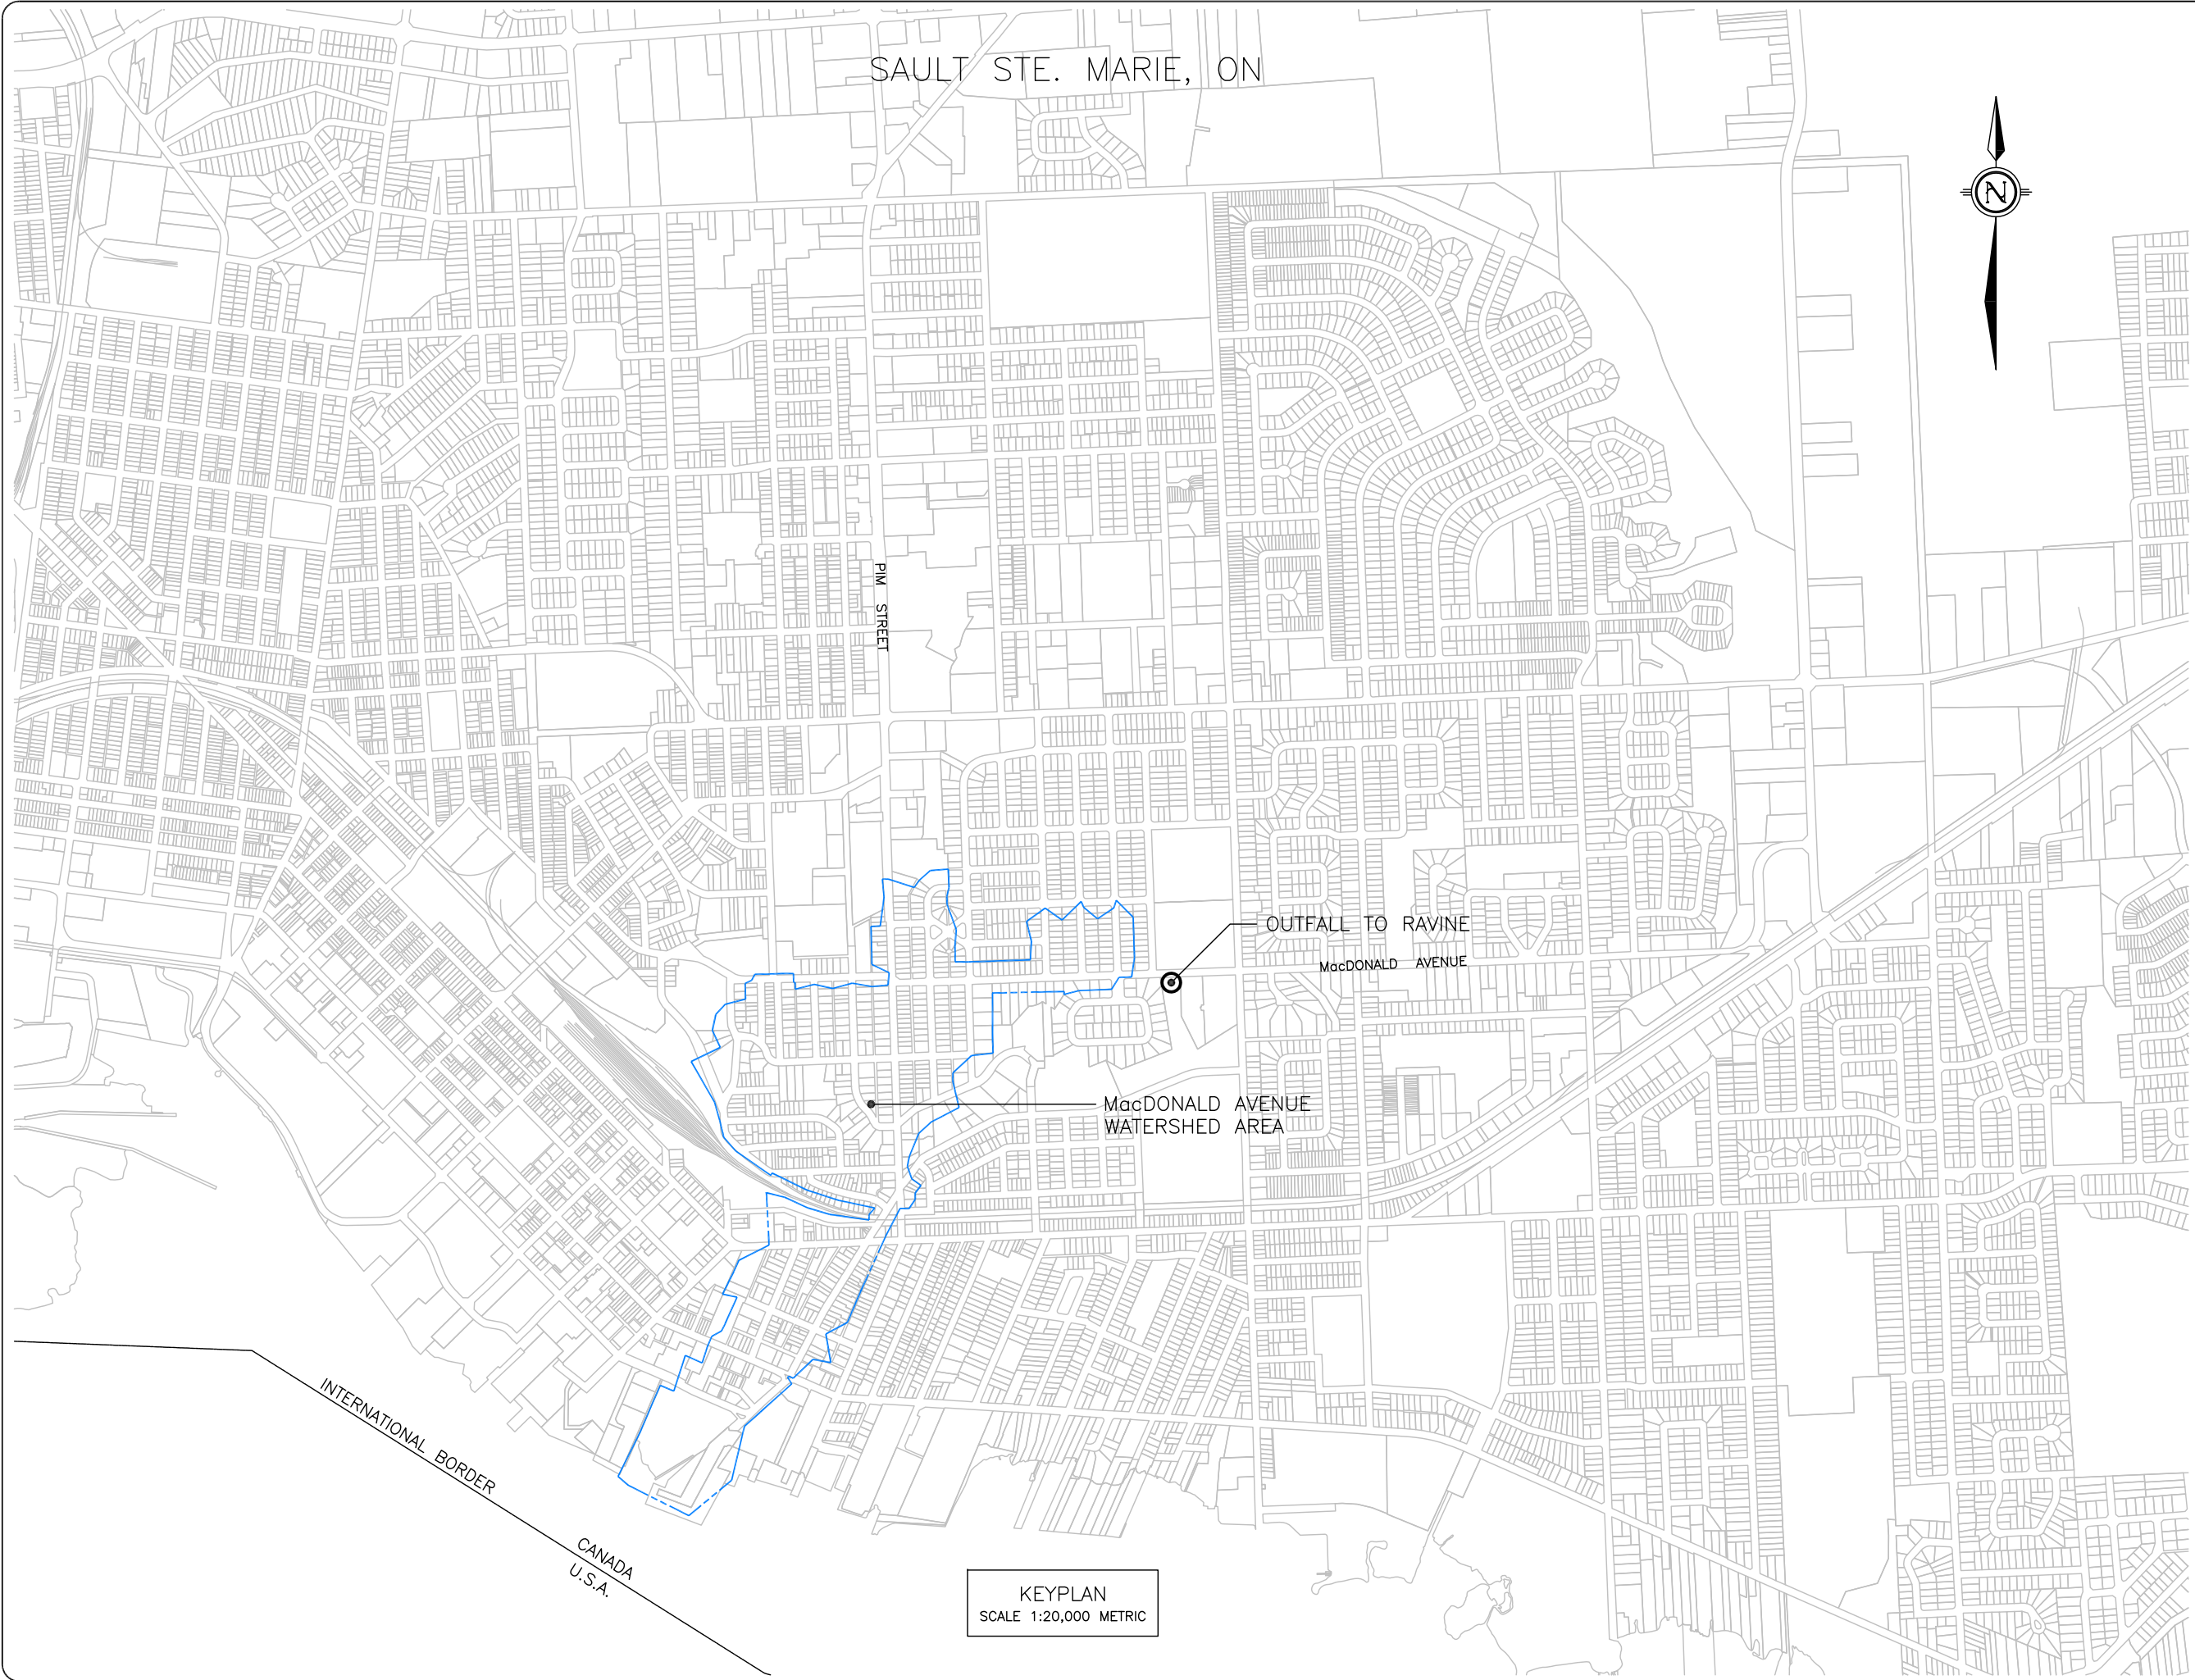 SAULT STE. MARIE, ON
N
PIM STREET
OUTFALL TO RAVINE
MacDONALD AVENUE
MacDONALD AVENUE
WATERSHED AREA
INTERNATIONAL BORDER
CANADA
U.S.A.
KEYPLAN
SCALE 1:20,000 METRIC